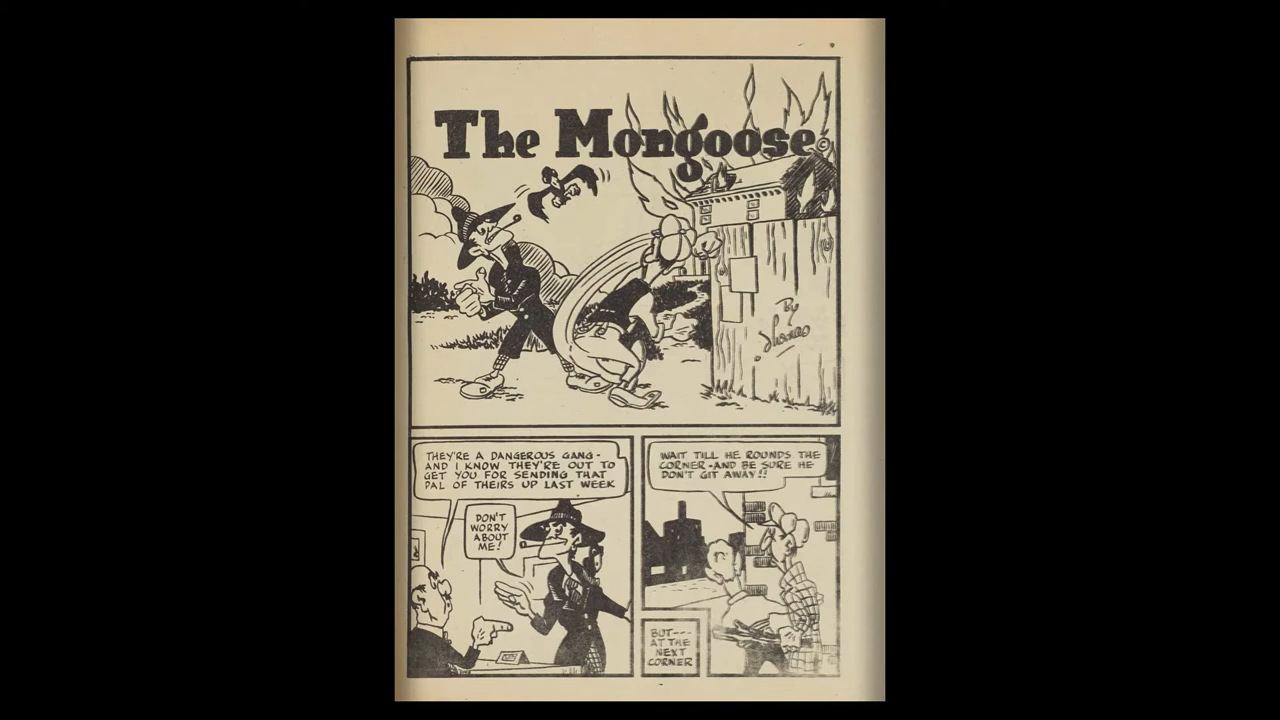 The Mongoose
By
THEY'RE A DANGEROUS GANG-
AND I KNOW THEY'RE OUT TO
GET YOU FOR SENDING THAT
PAL OF THEIRS UP LAST WEEK
DON'T
WORRY
ABOUT
ME!
WAIT TILL HE ROUNDS THE
CORNER-AND BE SURE HE
DON'T GIT AWAY!!
BUT---
AT THE
NEXT
CORNER